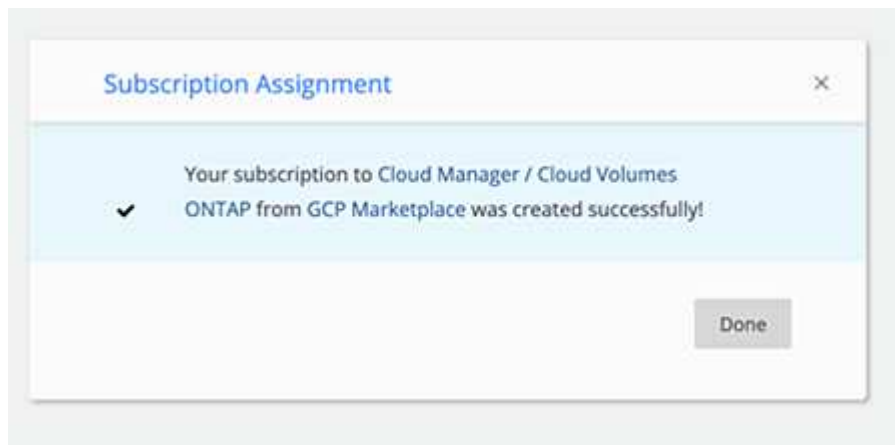 Subscription Assignment
Your subscription to Cloud Manager / Cloud Volumes
ONTAP from GCP Marketplace was created successfully!
Done